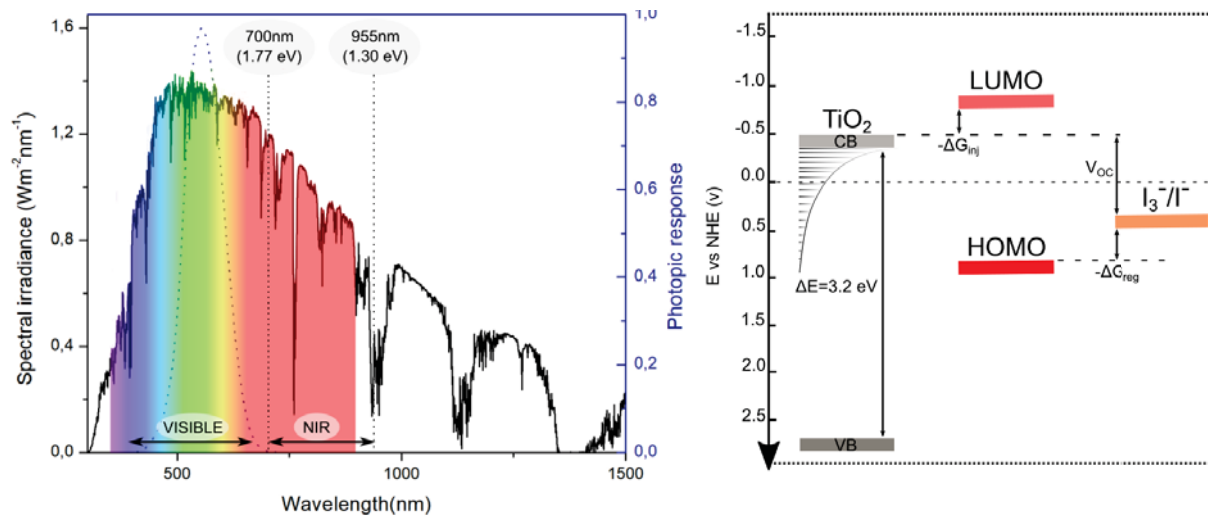 1,6
1,2
0,8
0,4
0,0
Spectral irradiance (Wm⁻²nm⁻¹)
700nm
(1.77 eV)
955nm
(1.30 eV)
VISIBLE
NIR
500
1000
1500
Wavelength(nm)
1,0
0,8
0,6
0,4
0,2
0,0
Photopic response
-1.5
-1.0
-0.5
0.0
0.5
1.0
1.5
2.0
2.5
E vs NHE (v)
TiO₂
CB
ΔE=3.2 eV
VB
LUMO
-ΔG_inj
HOMO
V_OC
I₃⁻/I⁻
-ΔG_reg